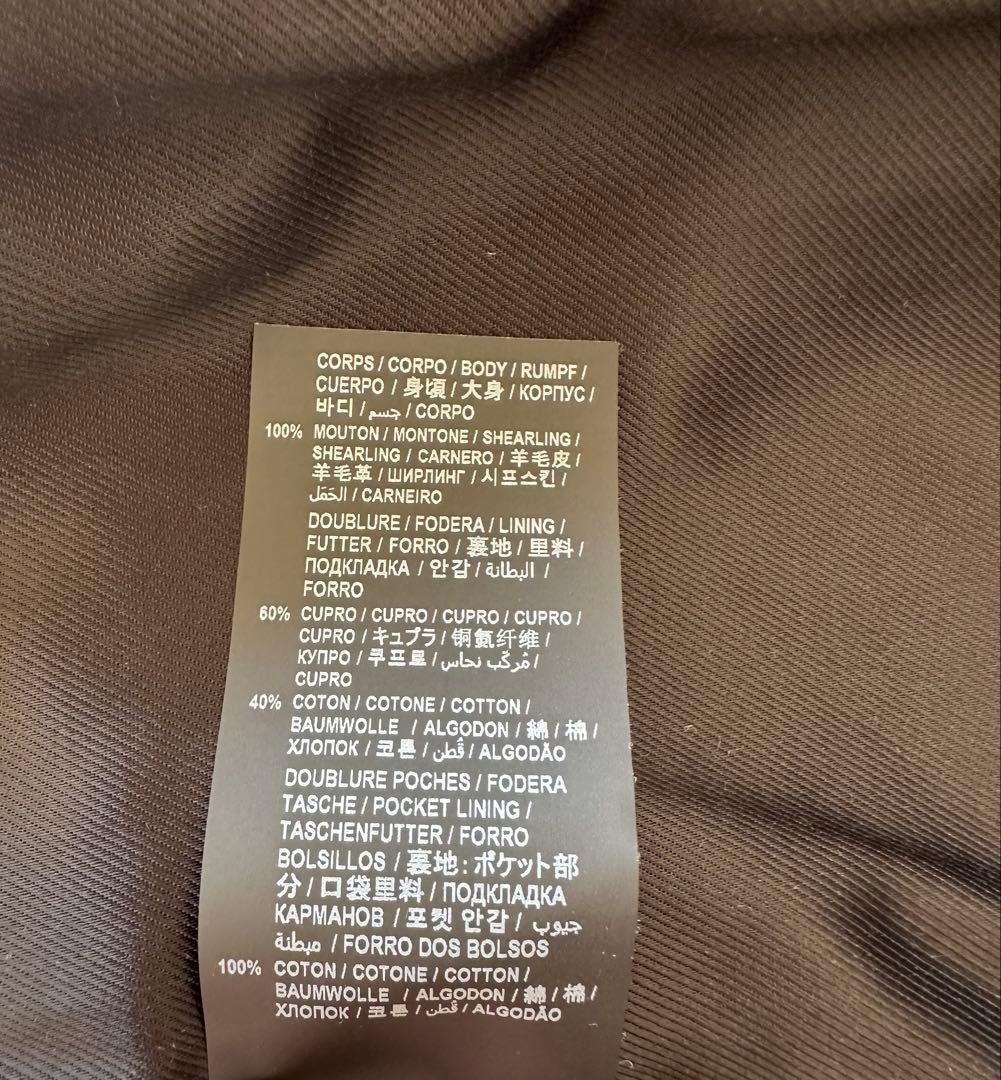 CORPS / CORPO / BODY / RUMPF /
CUERPO / 身頃 / 大身 / КОРПУС /
바디 / جسم / CORPO
100% MOUTON / MONTONE / SHEARLING /
SHEARLING / CARNERO / 羊毛皮 /
羊毛革 / ШИРЛИНГ / 시프스킨 /
الحَمَل / CARNEIRO
DOUBLURE / FODERA / LINING /
FUTTER / FORRO / 裏地 / 里料 /
ПОДКЛАДКА / 안감 / البطانة /
FORRO
60% CUPRO / CUPRO / CUPRO / CUPRO /
CUPRO / キュプラ / 铜氨纤维 /
КУПРО / 쿠프로 / مُركّب نحاس /
CUPRO
40% COTON / COTONE / COTTON /
BAUMWOLLE / ALGODON / 綿 / 棉 /
ХЛОПОК / 코튼 / قُطن / ALGODÃO
DOUBLURE POCHES / FODERA
TASCHE / POCKET LINING /
TASCHENFUTTER / FORRO
BOLSILLOS / 裏地:ポケット部
分 / 口袋里料 / ПОДКЛАДКА
КАРМАНОВ / 포켓 안감 / جيوب
مبطنة / FORRO DOS BOLSOS
100% COTON / COTONE / COTTON /
BAUMWOLLE / ALGODON / 綿 / 棉 /
ХЛОПОК / 코튼 / قُطن / ALGODÃO